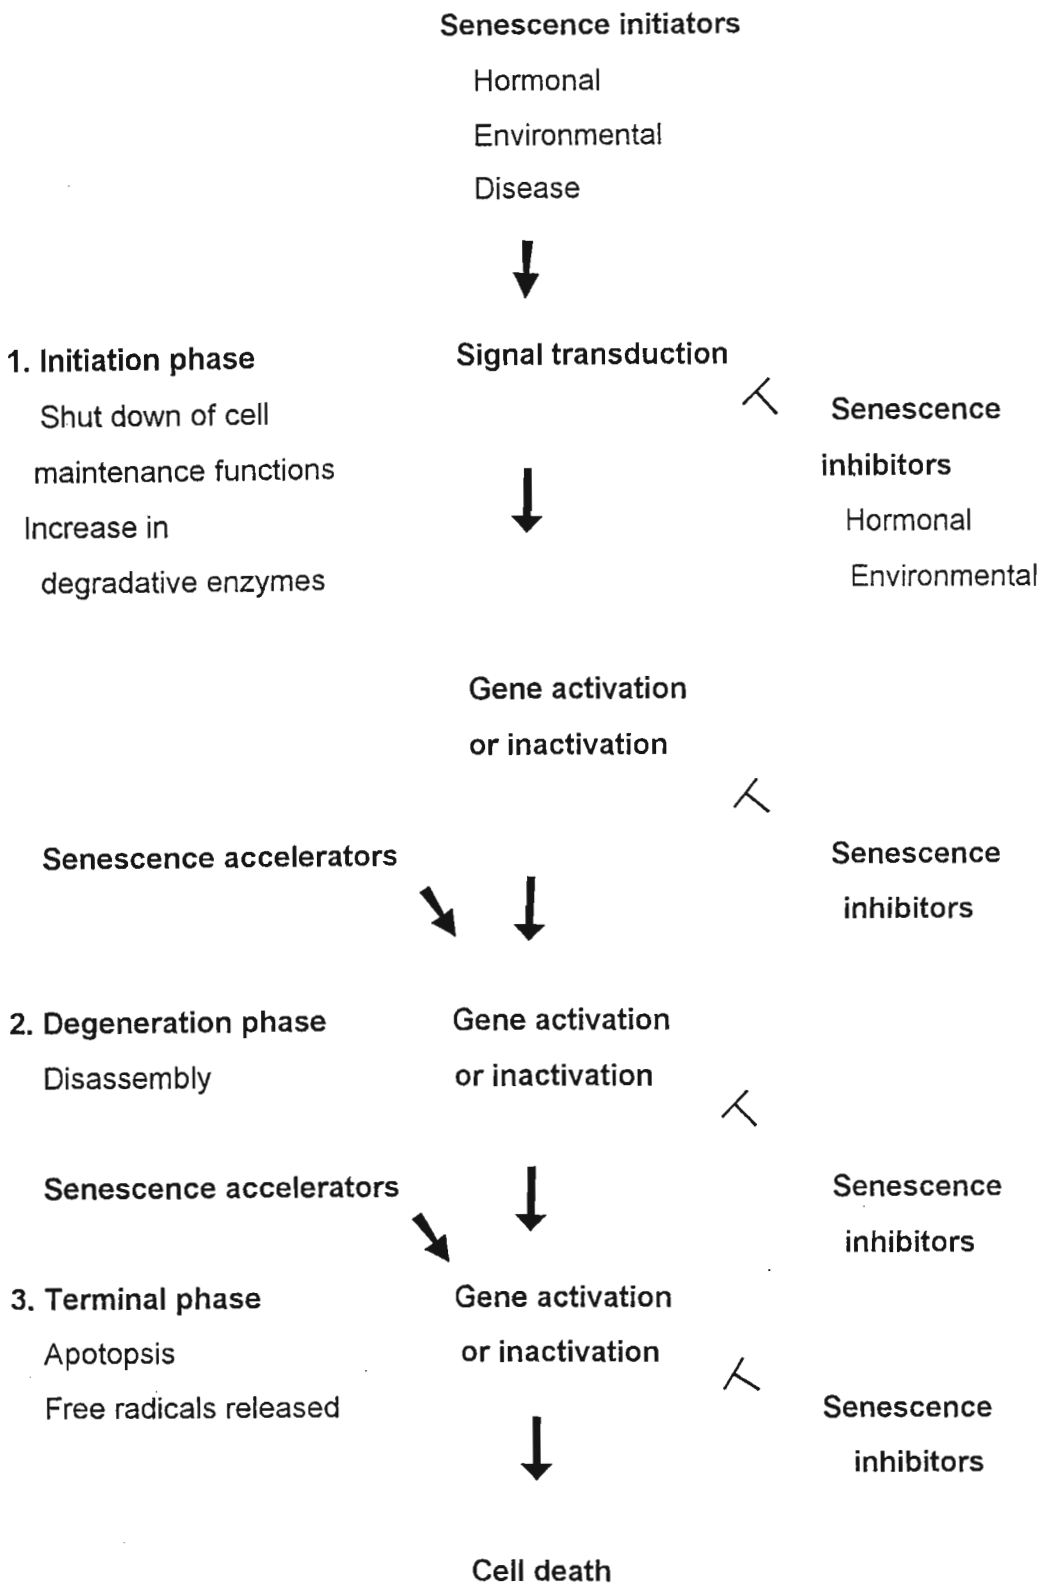 Senescence initiators
Hormonal
Environmental
Disease
1. Initiation phase
Shut down of cell
maintenance functions
Increase in
degradative enzymes
Signal transduction
Senescence
inhibitors
Hormonal
Environmental
Gene activation
or inactivation
Senescence accelerators
Senescence
inhibitors
2. Degeneration phase
Disassembly
Gene activation
or inactivation
Senescence accelerators
Senescence
inhibitors
3. Terminal phase
Apotopsis
Free radicals released
Gene activation
or inactivation
Senescence
inhibitors
Cell death